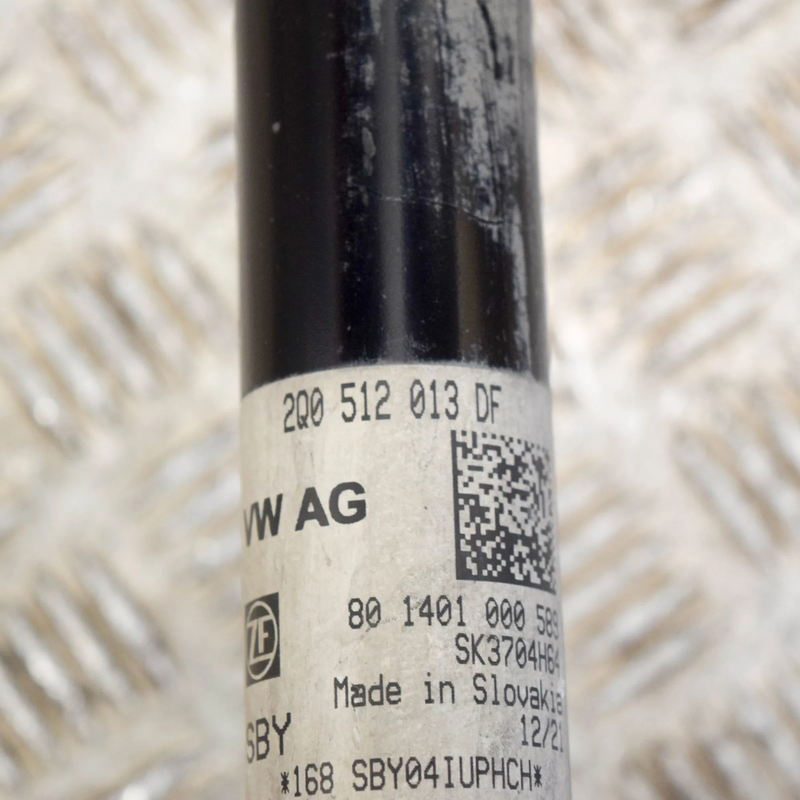 2Q0 512 013 DF
VW AG
80 1401 000 589
ZF
SK3704H64
Made in Slovakia
SBY
12/21
*168 SBY04IUPHCH*